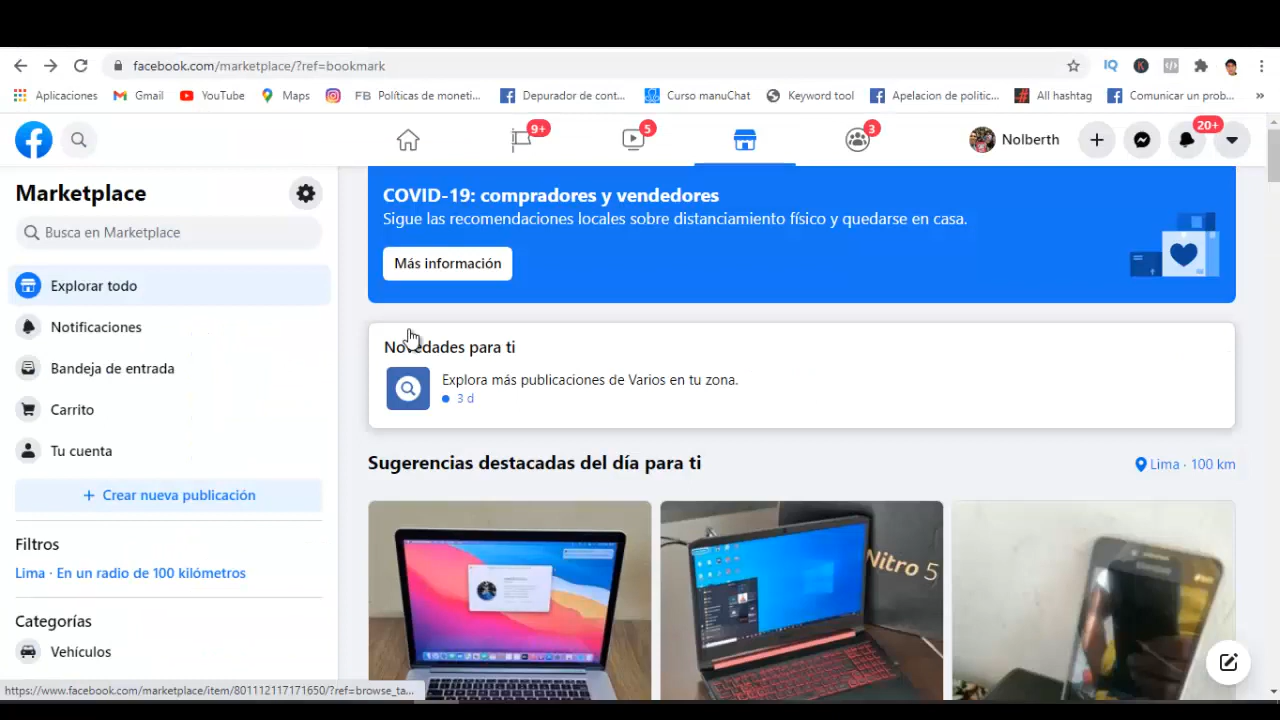 facebook.com/marketplace/?ref=bookmark
IQ
K
Aplicaciones
Gmail
YouTube
Maps
FB Políticas de moneti...
Depurador de cont...
Curso manuChat
Keyword tool
Apelacion de politic...
All hashtag
Comunicar un prob...
»
9+
5
3
Nolberth
20+
Marketplace
Busca en Marketplace
Explorar todo
Notificaciones
Bandeja de entrada
Carrito
Tu cuenta
+ Crear nueva publicación
Filtros
Lima · En un radio de 100 kilómetros
Categorías
Vehículos
https://www.facebook.com/marketplace/item/801112117171650/?ref=browse_ta...
COVID-19: compradores y vendedores
Sigue las recomendaciones locales sobre distanciamiento físico y quedarse en casa.
Más información
Novedades para ti
Explora más publicaciones de Varios en tu zona.
3 d
Sugerencias destacadas del día para ti
Lima · 100 km
Nitro 5